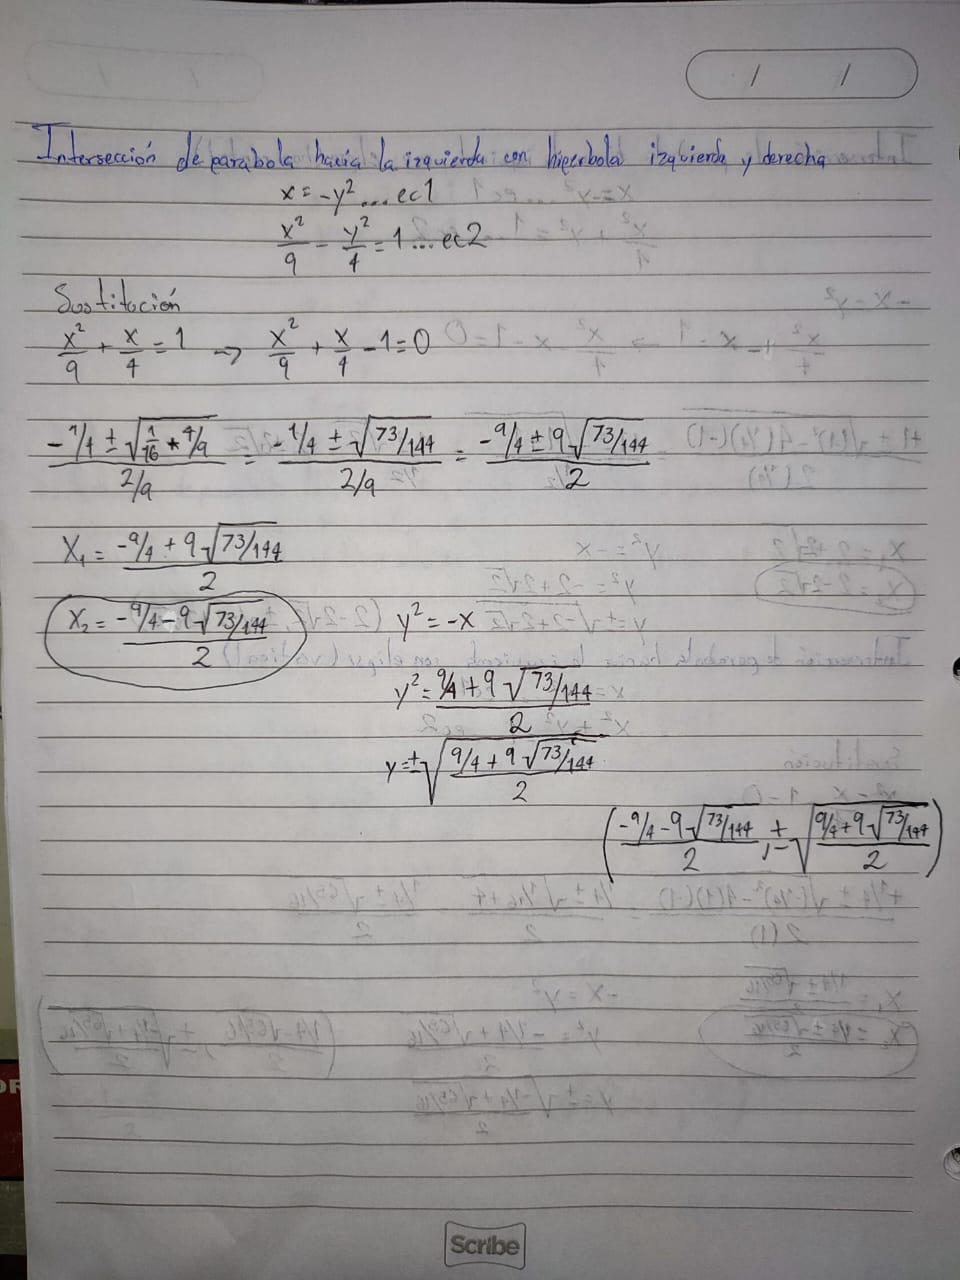 / /
Intersección de parabola hacia la izquierda con hiperbola izquierda y derecha
x = -y² ... ec1
x²/9 - y²/4 = 1 ... ec2
Sustitución
x²/9 + x/4 = 1 → x²/9 + x/4 - 1 = 0
(-1/4 ± √(1/16 + 4/9))/(2/9) = (-1/4 ± √(73/144))/(2/9) = (-9/4 ± 9√(73/144))/2
X₁ = (-9/4 + 9√(73/144))/2
X₂ = (-9/4 - 9√(73/144))/2 y² = -x
y² = (9/4 + 9√(73/144))/2
y = ±√((9/4 + 9√(73/144))/2)
((-9/4 - 9√(73/144))/2 , ±√((9/4 + 9√(73/144))/2))
Scribe